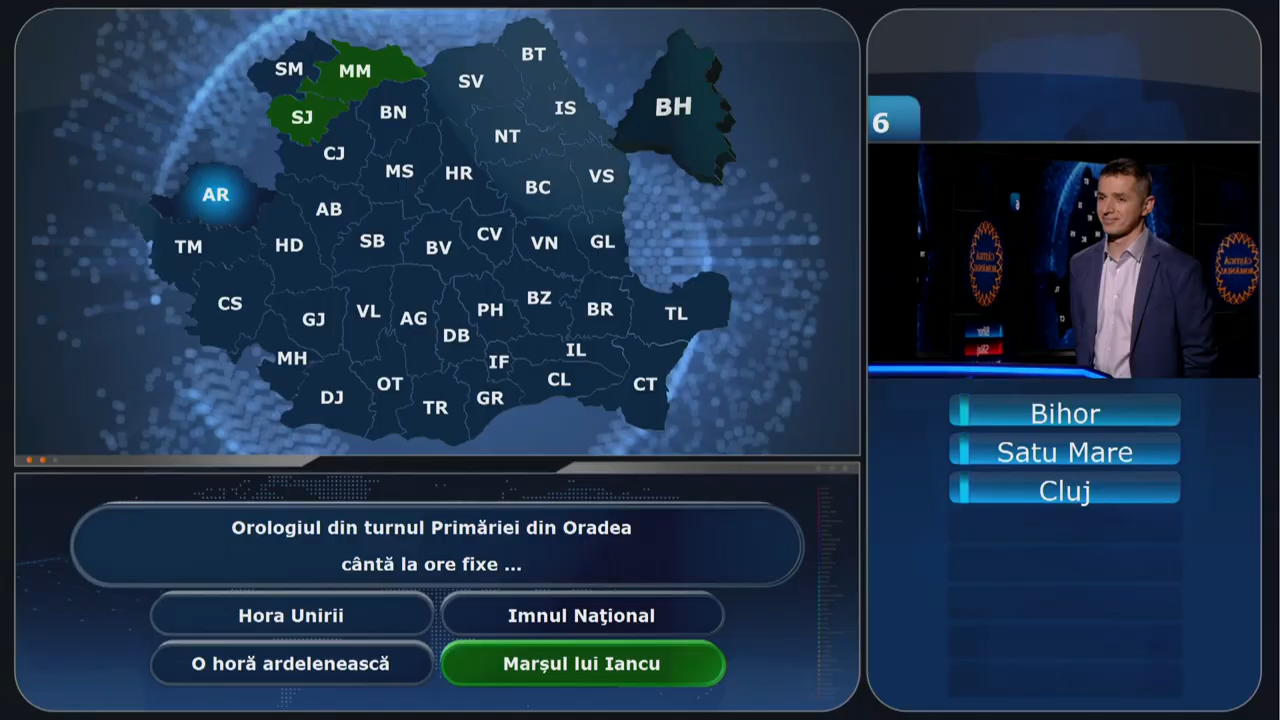 BT
SM
MM
SV
BH
IS
SJ
BN
NT
CJ
MS
HR
VS
BC
AR
AB
CV
TM
HD
SB
BV
VN
GL
CS
BZ
GJ
VL
AG
PH
BR
TL
DB
MH
IF
IL
OT
CL
CT
DJ
TR
GR
6
Bihor
Satu Mare
Cluj
Orologiul din turnul Primăriei din Oradea
cântă la ore fixe ...
Hora Unirii
Imnul Naţional
O horă ardelenească
Marşul lui Iancu